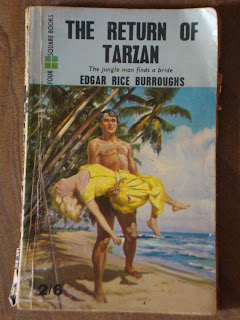 FOUR
SQUARE BOOKS
THE RETURN OF
TARZAN
The jungle man finds a bride
EDGAR RICE BURROUGHS
2/6